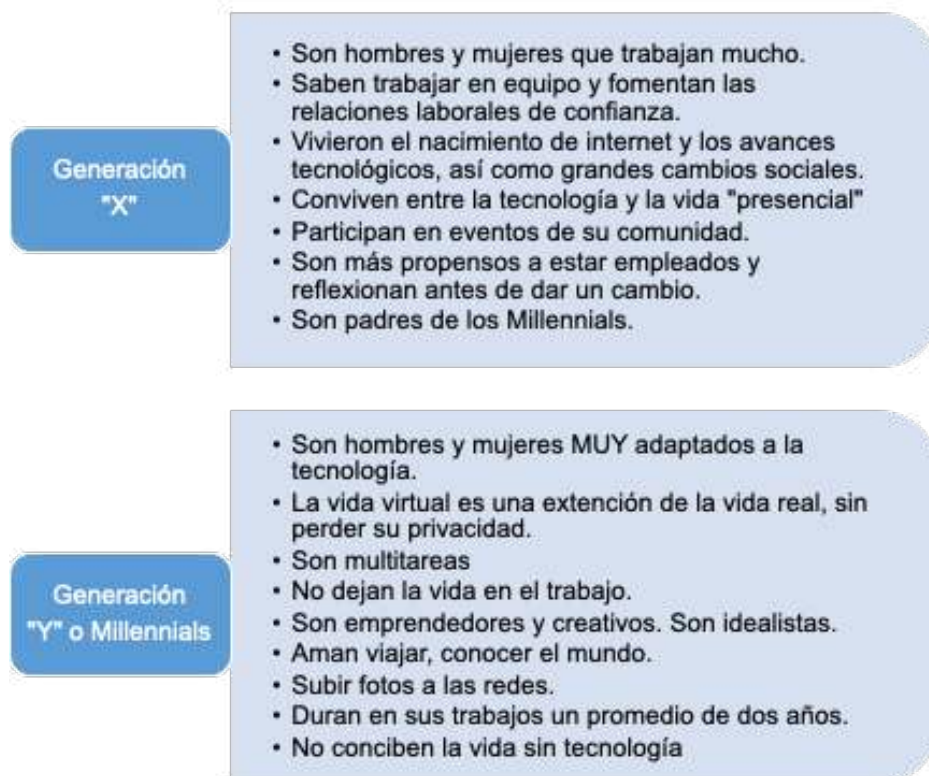 Generación
"X"
• Son hombres y mujeres que trabajan mucho.
• Saben trabajar en equipo y fomentan las
relaciones laborales de confianza.
• Vivieron el nacimiento de internet y los avances
tecnológicos, así como grandes cambios sociales.
• Conviven entre la tecnología y la vida "presencial"
• Participan en eventos de su comunidad.
• Son más propensos a estar empleados y
reflexionan antes de dar un cambio.
• Son padres de los Millennials.
Generación
"Y" o Millennials
• Son hombres y mujeres MUY adaptados a la
tecnología.
• La vida virtual es una extención de la vida real, sin
perder su privacidad.
• Son multitareas
• No dejan la vida en el trabajo.
• Son emprendedores y creativos. Son idealistas.
• Aman viajar, conocer el mundo.
• Subir fotos a las redes.
• Duran en sus trabajos un promedio de dos años.
• No conciben la vida sin tecnología